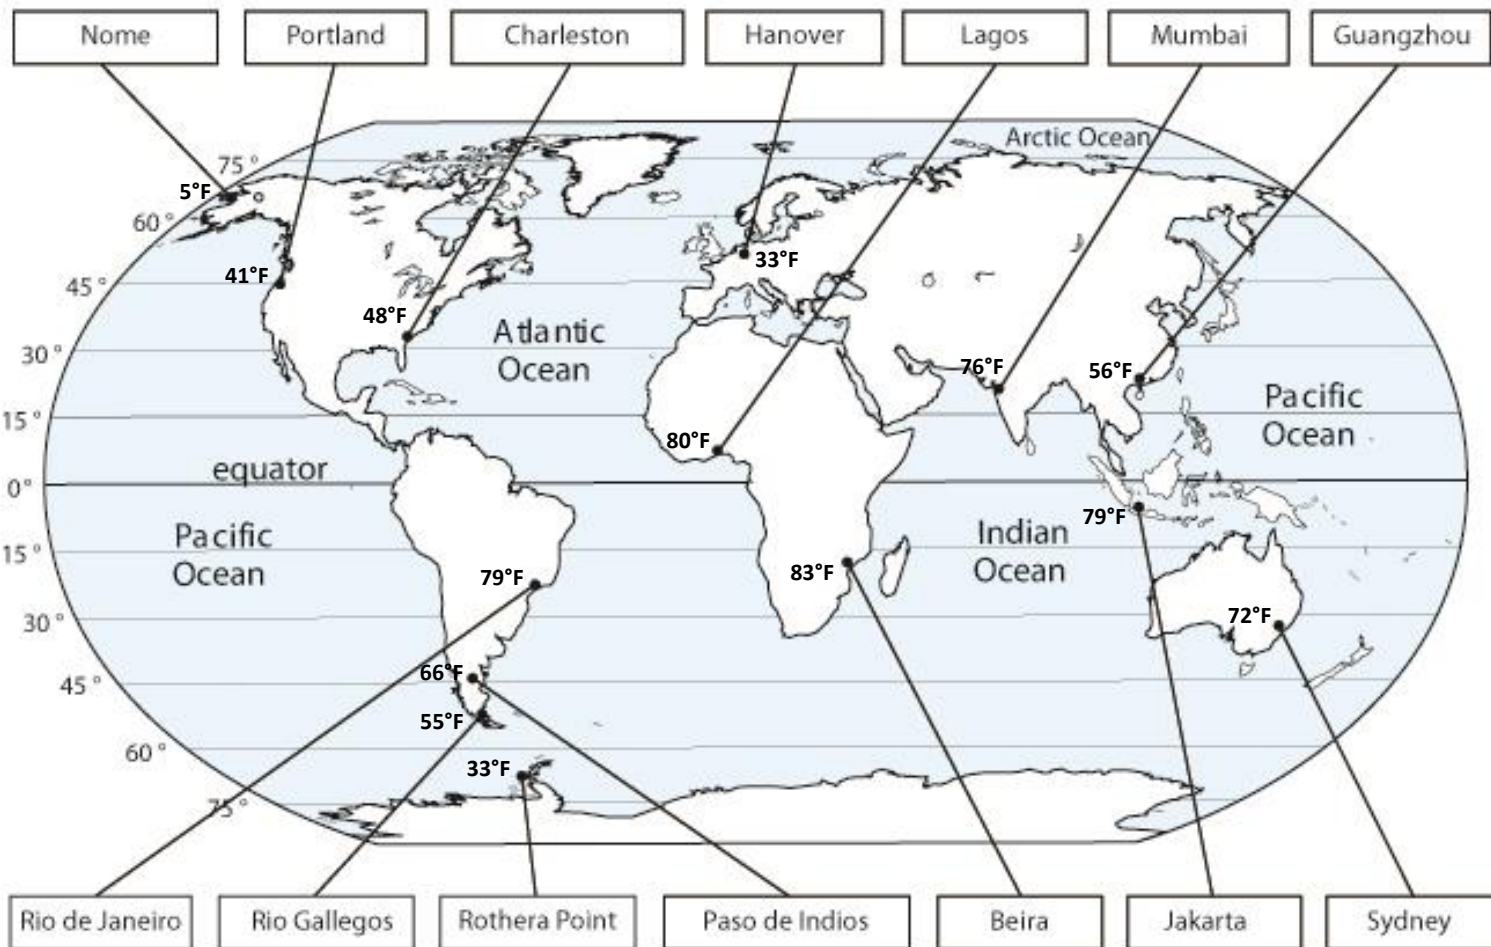 Nome
Portland
Charleston
Hanover
Lagos
Mumbai
Guangzhou
Arctic Ocean
75°
5°F
60°
33°F
41°F
45°
48°F
Atlantic
Ocean
30°
76°F
56°F
Pacific
Ocean
15°
80°F
equator
0°
79°F
Pacific
Ocean
Indian
Ocean
15°
79°F
83°F
72°F
30°
66°F
45°
55°F
60°
33°F
75°
Rio de Janeiro
Rio Gallegos
Rothera Point
Paso de Indios
Beira
Jakarta
Sydney